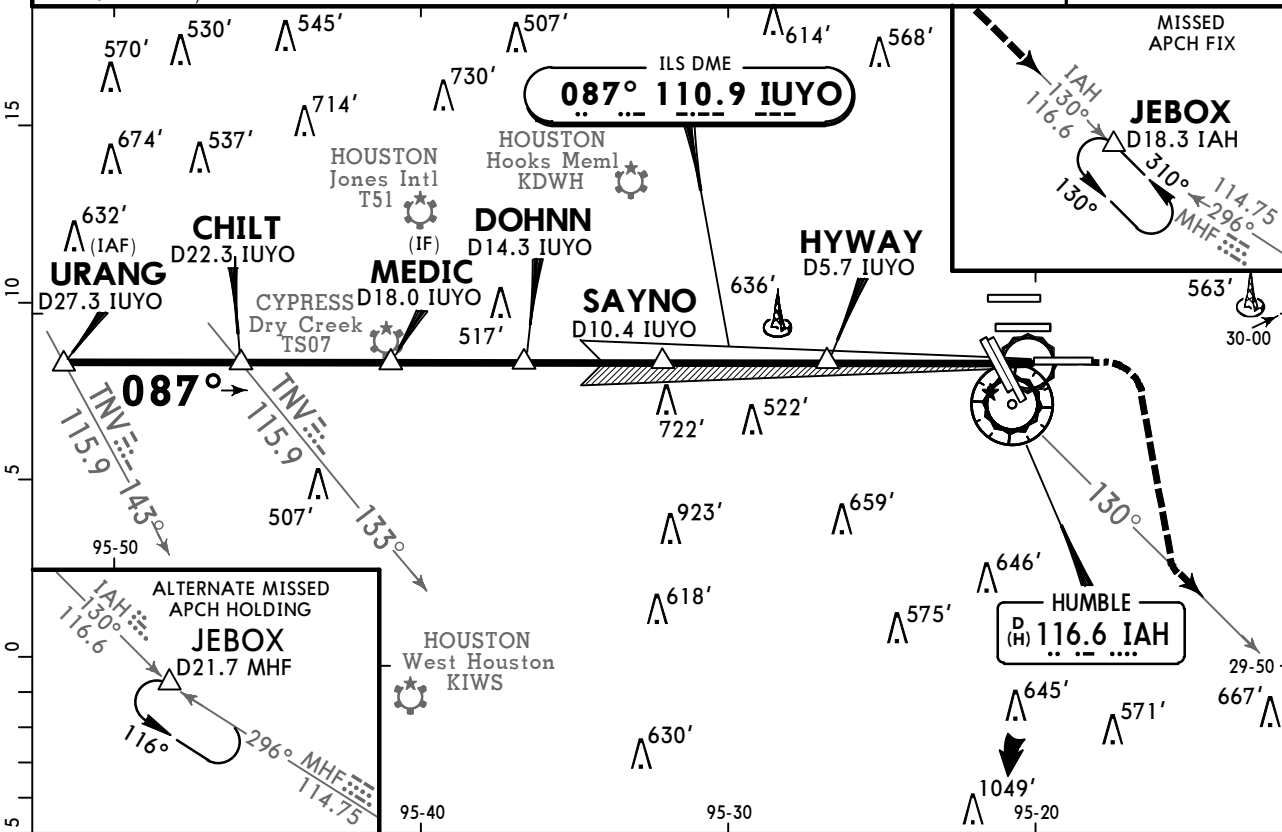 570'
530'
545'
507'
614'
568'
730'
714'
674'
537'
632'
ILS DME
087° 110.9 IUYO
HOUSTON
Jones Intl
T51
HOUSTON
Hooks Meml
KDWH
MISSED
APCH FIX
IAH
130°
116.6
JEBOX
D18.3 IAH
310°
130°
114.75
296°
MHF
563'
30-00
(IAF)
URANG
D27.3 IUYO
CHILT
D22.3 IUYO
(IF)
MEDIC
D18.0 IUYO
DOHNN
D14.3 IUYO
CYPRESS
Dry Creek
TS07
517'
SAYNO
D10.4 IUYO
636'
HYWAY
D5.7 IUYO
087°
TNV
115.9
143°
TNV
115.9
133°
722'
522'
507'
923'
659'
130°
646'
618'
575'
95-50
ALTERNATE MISSED
APCH HOLDING
JEBOX
D21.7 MHF
IAH
130°
116.6
116°
296°
MHF
114.75
HOUSTON
West Houston
KIWS
HUMBLE
D
(H)
116.6 IAH
29-50
645'
571'
667'
630'
1049'
95-40
95-30
95-20
15
10
5
0
5